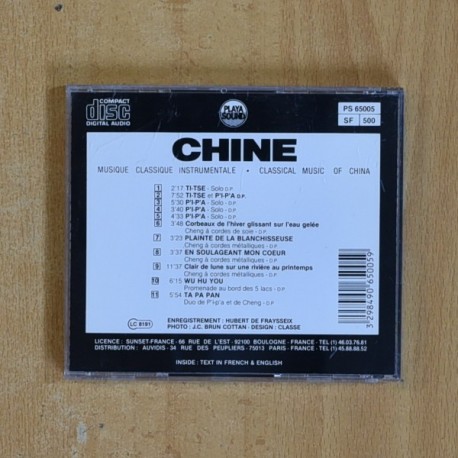 COMPACT
disc
DIGITAL AUDIO
PLAYA
SOUND
PS 65005
SF 500
CHINE
MUSIQUE CLASSIQUE INSTRUMENTALE • CLASSICAL MUSIC OF CHINA
1 2'17 TI-TSE - Solo D.P.
2 7'52 TI-TSE et P'I-P'A D.P.
3 5'30 P'I-P'A - Solo - D.P.
4 3'40 P'I-P'A - Solo - D.P.
5 4'33 P'I-P'A - Solo - D.P.
6 3'48 Corbeaux de l'hiver glissant sur l'eau gelée
Cheng à cordes de soie - D.P.
7 3'23 PLAINTE DE LA BLANCHISSEUSE
Cheng à cordes métalliques - D.P.
8 3'37 EN SOULAGEANT MON COEUR
Cheng à cordes métalliques - D.P.
9 11'37 Clair de lune sur une rivière au printemps
Cheng à cordes métalliques - D.P.
10 6'15 WU HU YOU
Promenade au bord des 5 lacs - D.P.
11 5'54 TA PA PAN
Duo de P'i-p'a et de Cheng - D.P.
3 298490 650059
LC 8181
ENREGISTREMENT : HUBERT DE FRAYSSEIX
PHOTO : J.C. BRUN COTTAN - DESIGN : CLASSE
LICENCE : SUNSET-FRANCE - 66 RUE DE L'EST - 92100 BOULOGNE - FRANCE - TEL (1) 46.03.76.81
DISTRIBUTION : AUVIDIS - 34 RUE DES PEUPLIERS - 75013 PARIS - FRANCE - TEL (1) 45.88.88.52
INSIDE : TEXT IN FRENCH & ENGLISH